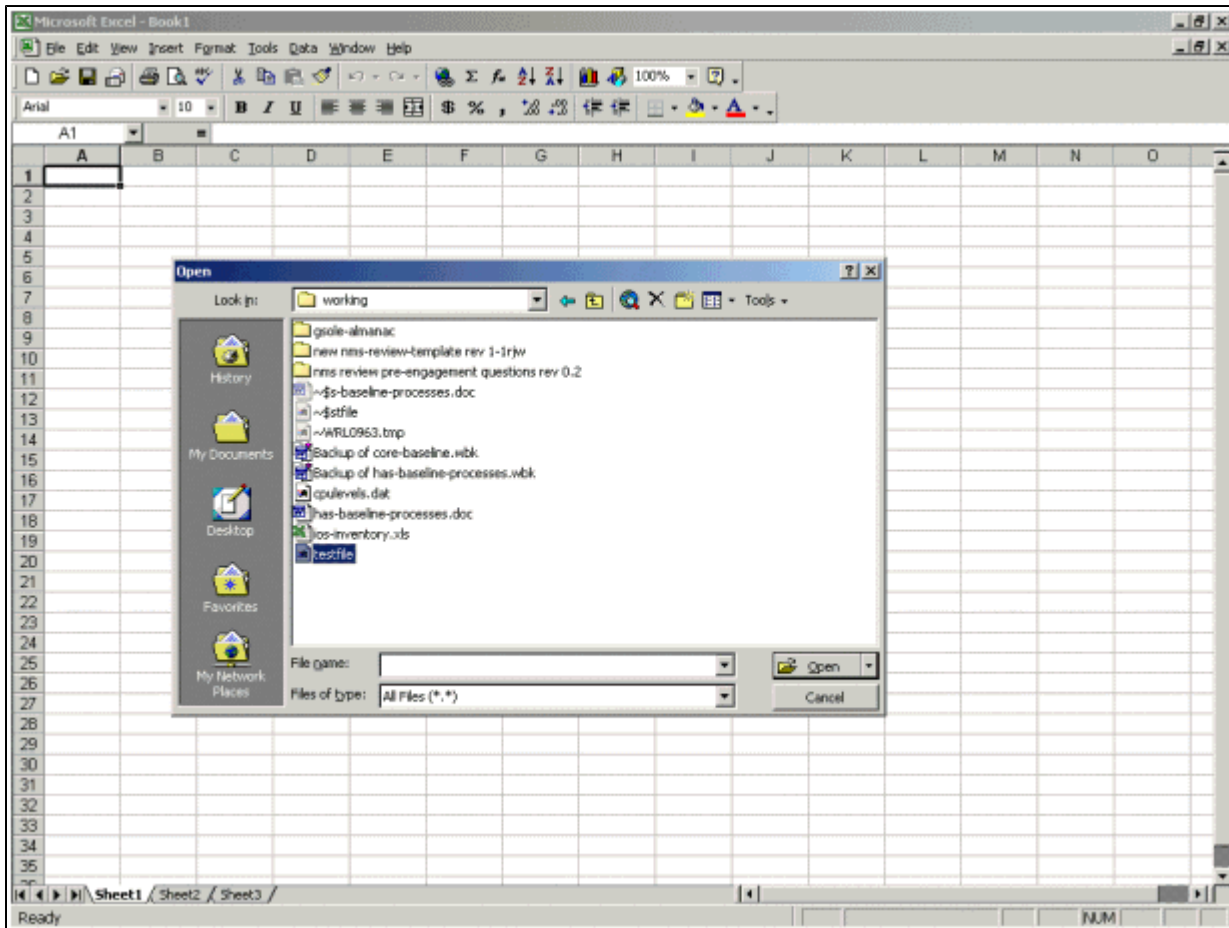 Microsoft Excel - Book1
File Edit View Insert Format Tools Data Window Help
100%
Arial 10 B I U $ % ,
A1 =
A B C D E F G H I J K L M N O
1
2
3
4
5
6
7
8
9
10
11
12
13
14
15
16
17
18
19
20
21
22
23
24
25
26
27
28
29
30
31
32
33
34
35
Open
Look in: working Tools
History
My Documents
Desktop
Favorites
My Network Places
gsole-almanac
new nms-review-template rev 1-1rjw
nms review pre-engagement questions rev 0.2
~$s-baseline-processes.doc
~$stfile
~WRL0963.tmp
Backup of core-baseline.wbk
Backup of has-baseline-processes.wbk
cpulevels.dat
has-baseline-processes.doc
ios-inventory.xls
testfile
File name: Open
Files of type: All Files (*.*) Cancel
Sheet1 Sheet2 Sheet3
Ready NUM